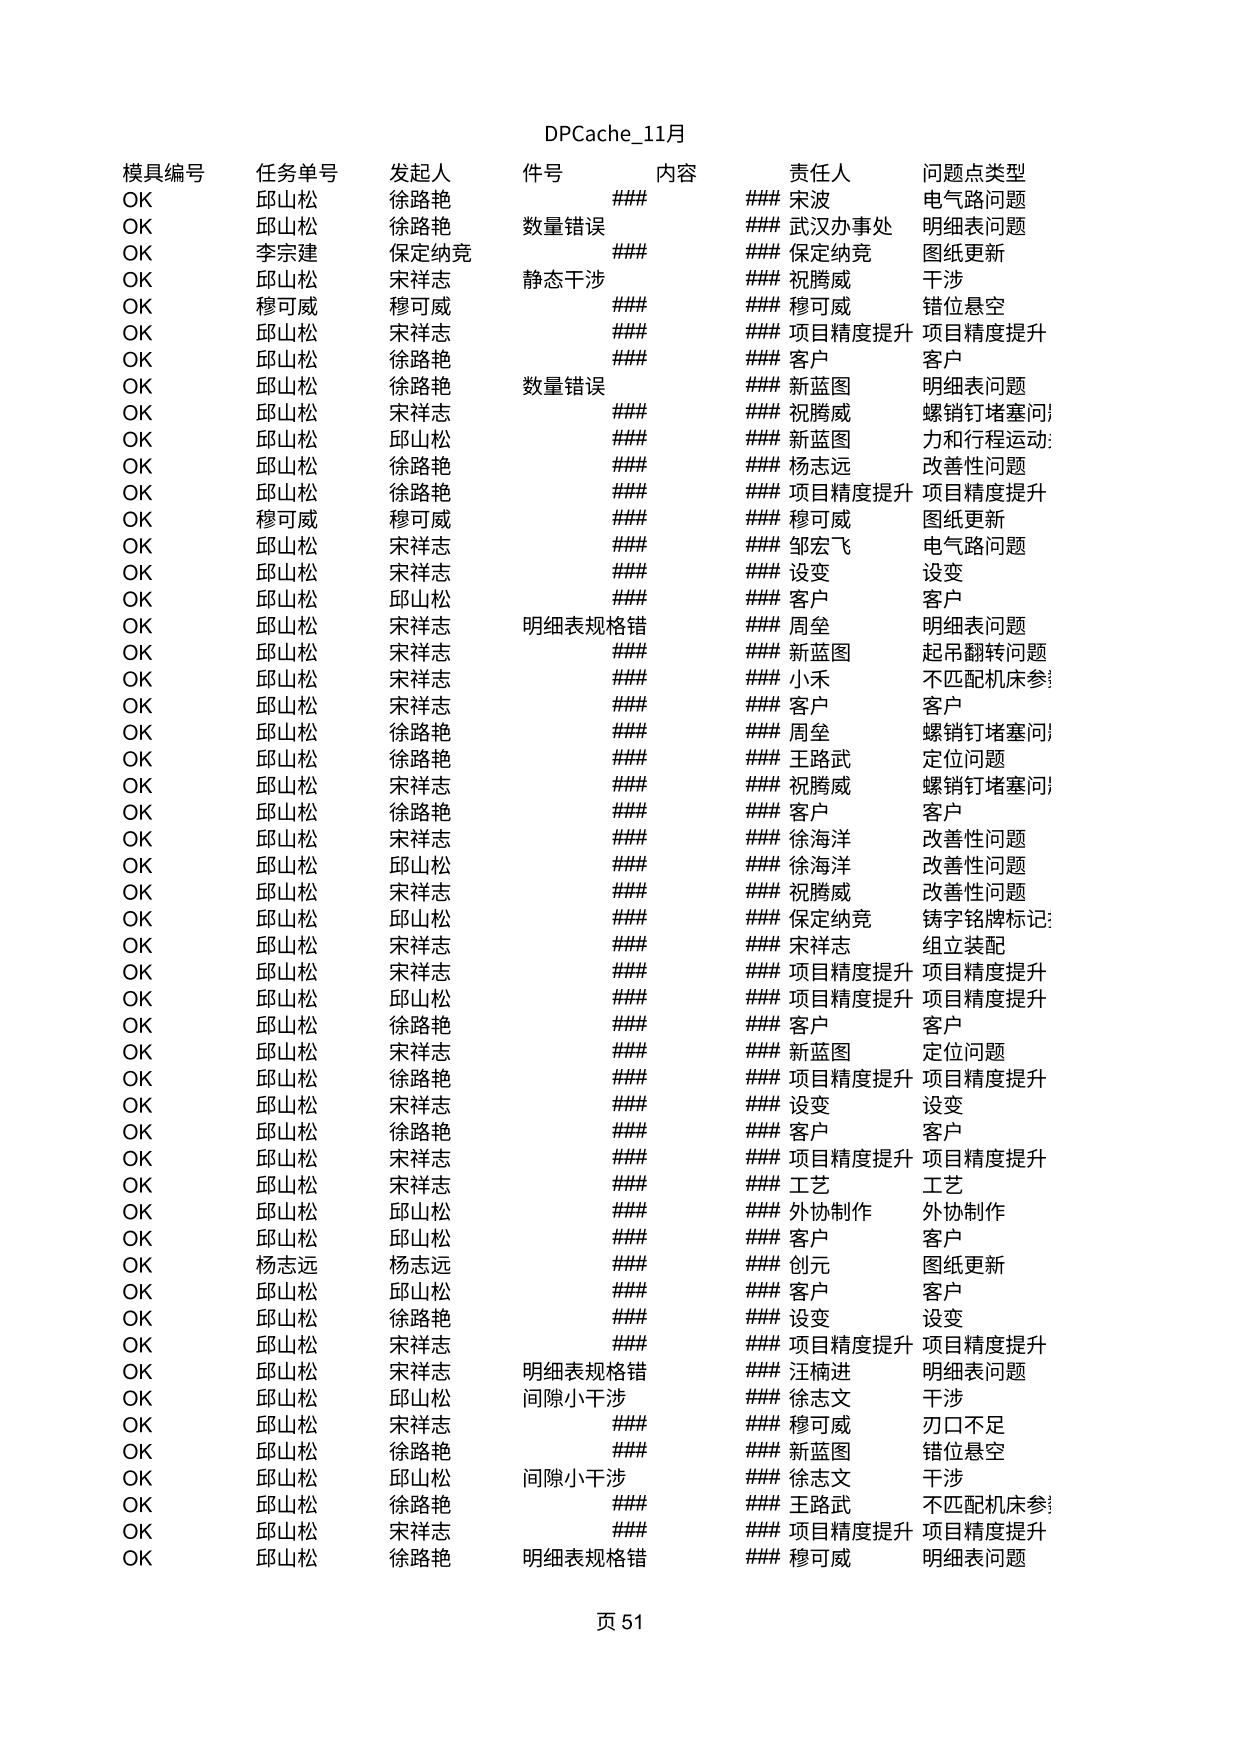 DPCache_11月
模具编号 任务单号 发起人 件号 内容 责任人 问题点类型
OK 邱山松 徐路艳 ### ### 宋波 电气路问题
OK 邱山松 徐路艳 数量错误 ### 武汉办事处 明细表问题
OK 李宗建 保定纳竞 ### ### 保定纳竞 图纸更新
OK 邱山松 宋祥志 静态干涉 ### 祝腾威 干涉
OK 穆可威 穆可威 ### ### 穆可威 错位悬空
OK 邱山松 宋祥志 ### ### 项目精度提升 项目精度提升
OK 邱山松 徐路艳 ### ### 客户 客户
OK 邱山松 徐路艳 数量错误 ### 新蓝图 明细表问题
OK 邱山松 宋祥志 ### ### 祝腾威 螺销钉堵塞问
OK 邱山松 邱山松 ### ### 新蓝图 力和行程运动
OK 邱山松 徐路艳 ### ### 杨志远 改善性问题
OK 邱山松 徐路艳 ### ### 项目精度提升 项目精度提升
OK 穆可威 穆可威 ### ### 穆可威 图纸更新
OK 邱山松 宋祥志 ### ### 邹宏飞 电气路问题
OK 邱山松 宋祥志 ### ### 设变 设变
OK 邱山松 邱山松 ### ### 客户 客户
OK 邱山松 宋祥志 明细表规格错 ### 周垒 明细表问题
OK 邱山松 宋祥志 ### ### 新蓝图 起吊翻转问题
OK 邱山松 宋祥志 ### ### 小禾 不匹配机床参
OK 邱山松 宋祥志 ### ### 客户 客户
OK 邱山松 徐路艳 ### ### 周垒 螺销钉堵塞问
OK 邱山松 徐路艳 ### ### 王路武 定位问题
OK 邱山松 宋祥志 ### ### 祝腾威 螺销钉堵塞问
OK 邱山松 徐路艳 ### ### 客户 客户
OK 邱山松 宋祥志 ### ### 徐海洋 改善性问题
OK 邱山松 邱山松 ### ### 徐海洋 改善性问题
OK 邱山松 宋祥志 ### ### 祝腾威 改善性问题
OK 邱山松 邱山松 ### ### 保定纳竞 铸字铭牌标记
OK 邱山松 宋祥志 ### ### 宋祥志 组立装配
OK 邱山松 宋祥志 ### ### 项目精度提升 项目精度提升
OK 邱山松 邱山松 ### ### 项目精度提升 项目精度提升
OK 邱山松 徐路艳 ### ### 客户 客户
OK 邱山松 宋祥志 ### ### 新蓝图 定位问题
OK 邱山松 徐路艳 ### ### 项目精度提升 项目精度提升
OK 邱山松 宋祥志 ### ### 设变 设变
OK 邱山松 徐路艳 ### ### 客户 客户
OK 邱山松 宋祥志 ### ### 项目精度提升 项目精度提升
OK 邱山松 宋祥志 ### ### 工艺 工艺
OK 邱山松 邱山松 ### ### 外协制作 外协制作
OK 邱山松 邱山松 ### ### 客户 客户
OK 杨志远 杨志远 ### ### 创元 图纸更新
OK 邱山松 邱山松 ### ### 客户 客户
OK 邱山松 徐路艳 ### ### 设变 设变
OK 邱山松 宋祥志 ### ### 项目精度提升 项目精度提升
OK 邱山松 宋祥志 明细表规格错 ### 汪楠进 明细表问题
OK 邱山松 邱山松 间隙小干涉 ### 徐志文 干涉
OK 邱山松 宋祥志 ### ### 穆可威 刃口不足
OK 邱山松 徐路艳 ### ### 新蓝图 错位悬空
OK 邱山松 邱山松 间隙小干涉 ### 徐志文 干涉
OK 邱山松 徐路艳 ### ### 王路武 不匹配机床参
OK 邱山松 宋祥志 ### ### 项目精度提升 项目精度提升
OK 邱山松 徐路艳 明细表规格错 ### 穆可威 明细表问题
页 51